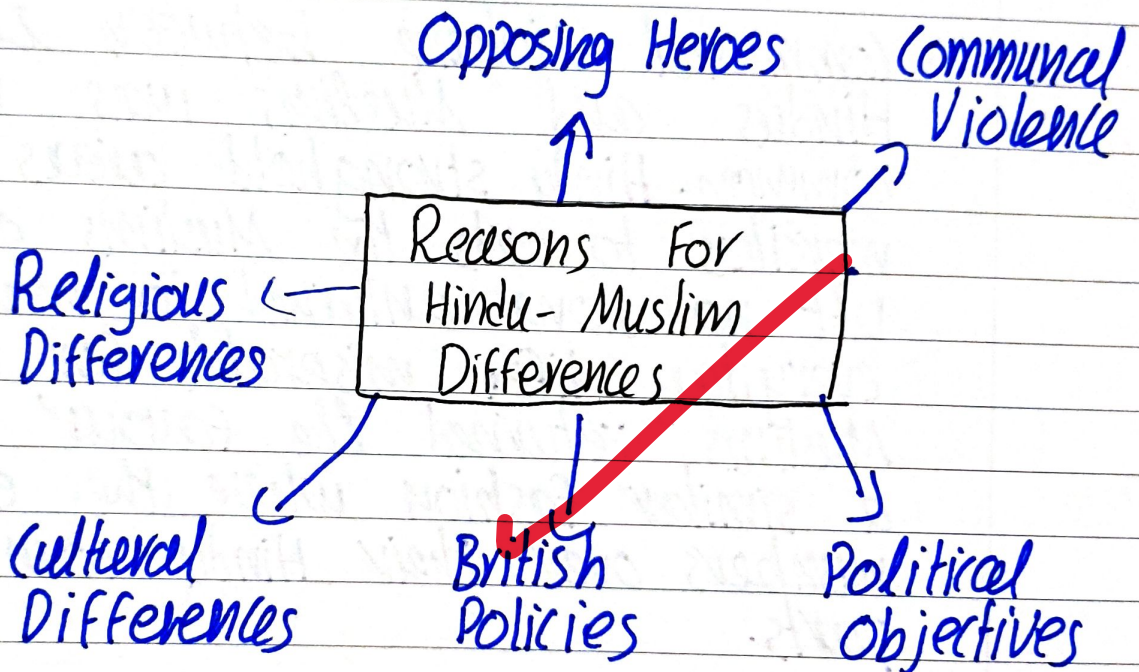 Opposing Heroes
Communal
Violence
Reasons For
Hindu- Muslim
Differences
Religious
Differences
Cultural
Differences
British
Policies
Political
Objectives